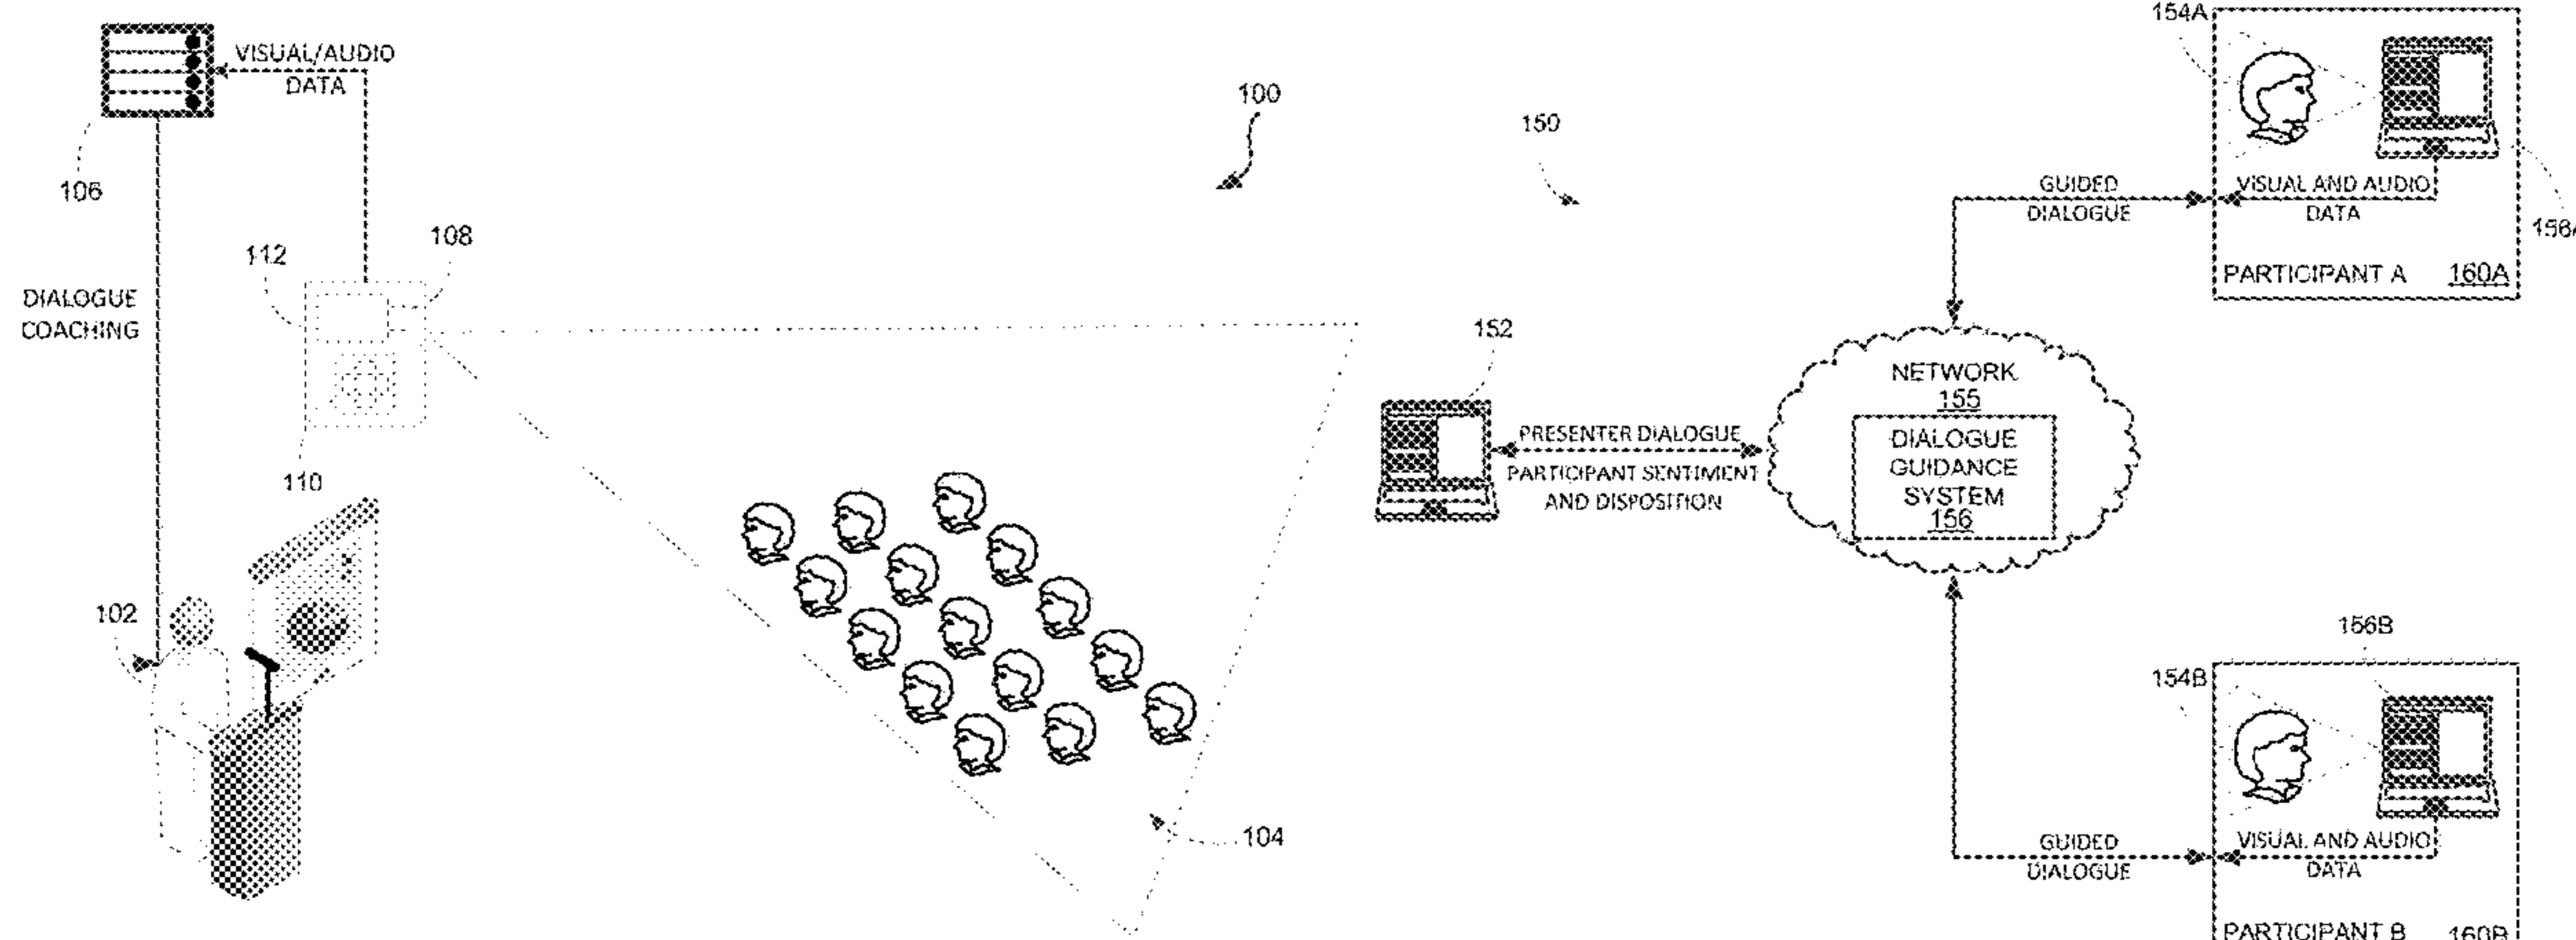 VISUAL/AUDIO
DATA
106
112
108
DIALOGUE
COACHING
110
102
100
104
150
152
PRESENTER DIALOGUE
PARTICIPANT SENTIMENT
AND DISPOSITION
NETWORK
155
DIALOGUE
GUIDANCE
SYSTEM
156
154A
GUIDED
DIALOGUE
VISUAL AND AUDIO
DATA
PARTICIPANT A 160A
156B
154B
GUIDED
DIALOGUE
VISUAL AND AUDIO
DATA
PARTICIPANT B 160B